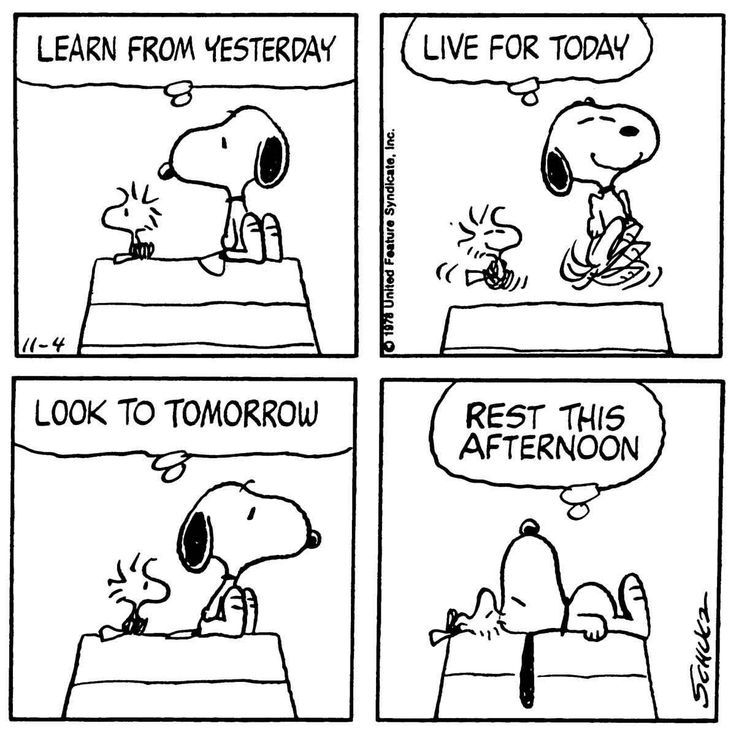 LEARN FROM YESTERDAY
11-4
LIVE FOR TODAY
© 1978 United Feature Syndicate, Inc.
LOOK TO TOMORROW
REST THIS
AFTERNOON
SCHULZ